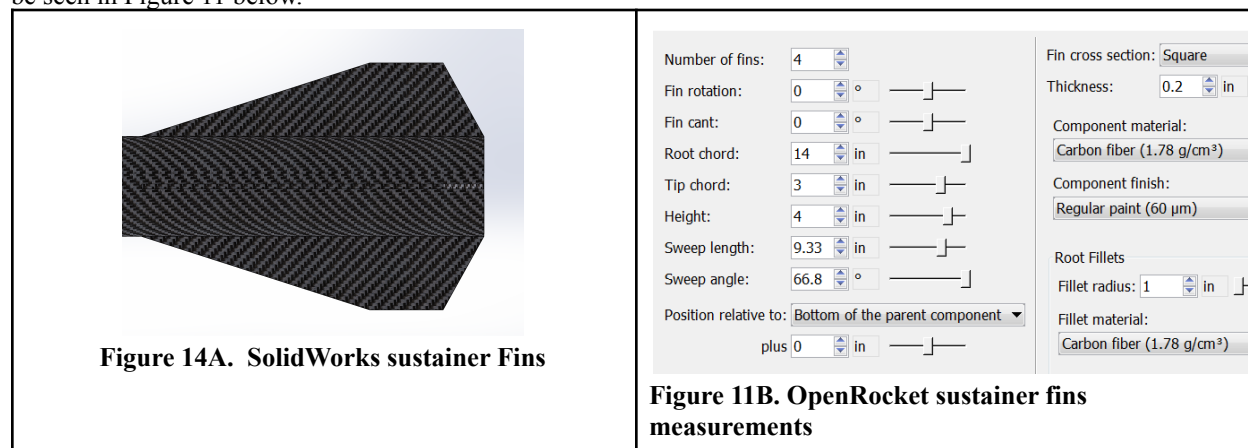 be seen in Figure 11 below.
Figure 14A.  SolidWorks sustainer Fins
Number of fins: 4
Fin rotation: 0 °
Fin cant: 0 °
Root chord: 14 in
Tip chord: 3 in
Height: 4 in
Sweep length: 9.33 in
Sweep angle: 66.8 °
Position relative to: Bottom of the parent component
plus 0 in
Fin cross section: Square
Thickness: 0.2 in
Component material:
Carbon fiber (1.78 g/cm³)
Component finish:
Regular paint (60 μm)
Root Fillets
Fillet radius: 1 in
Fillet material:
Carbon fiber (1.78 g/cm³)
Figure 11B. OpenRocket sustainer fins
measurements